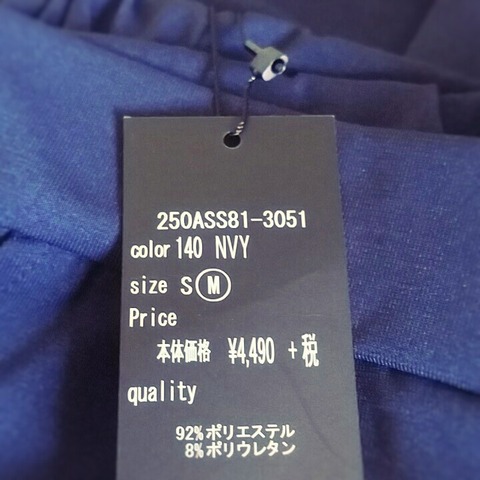 250ASS81-3051
color 140 NVY
size S M
Price
本体価格 ¥4,490 +税
quality
92%ポリエステル
8%ポリウレタン